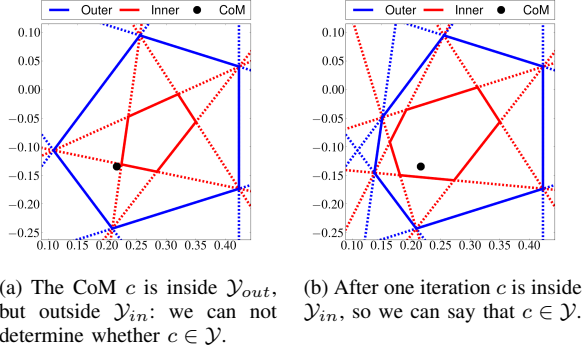 Outer Inner CoM
Outer Inner CoM
0.10
0.05
0.00
−0.05
−0.10
−0.15
−0.20
−0.25
0.10 0.15 0.20 0.25 0.30 0.35 0.40
0.10
0.05
0.00
−0.05
−0.10
−0.15
−0.20
−0.25
0.10 0.15 0.20 0.25 0.30 0.35 0.40
(a) The CoM c is inside 𝒴out,
but outside 𝒴in: we can not
determine whether c ∈ 𝒴.
(b) After one iteration c is inside
𝒴in, so we can say that c ∈ 𝒴.